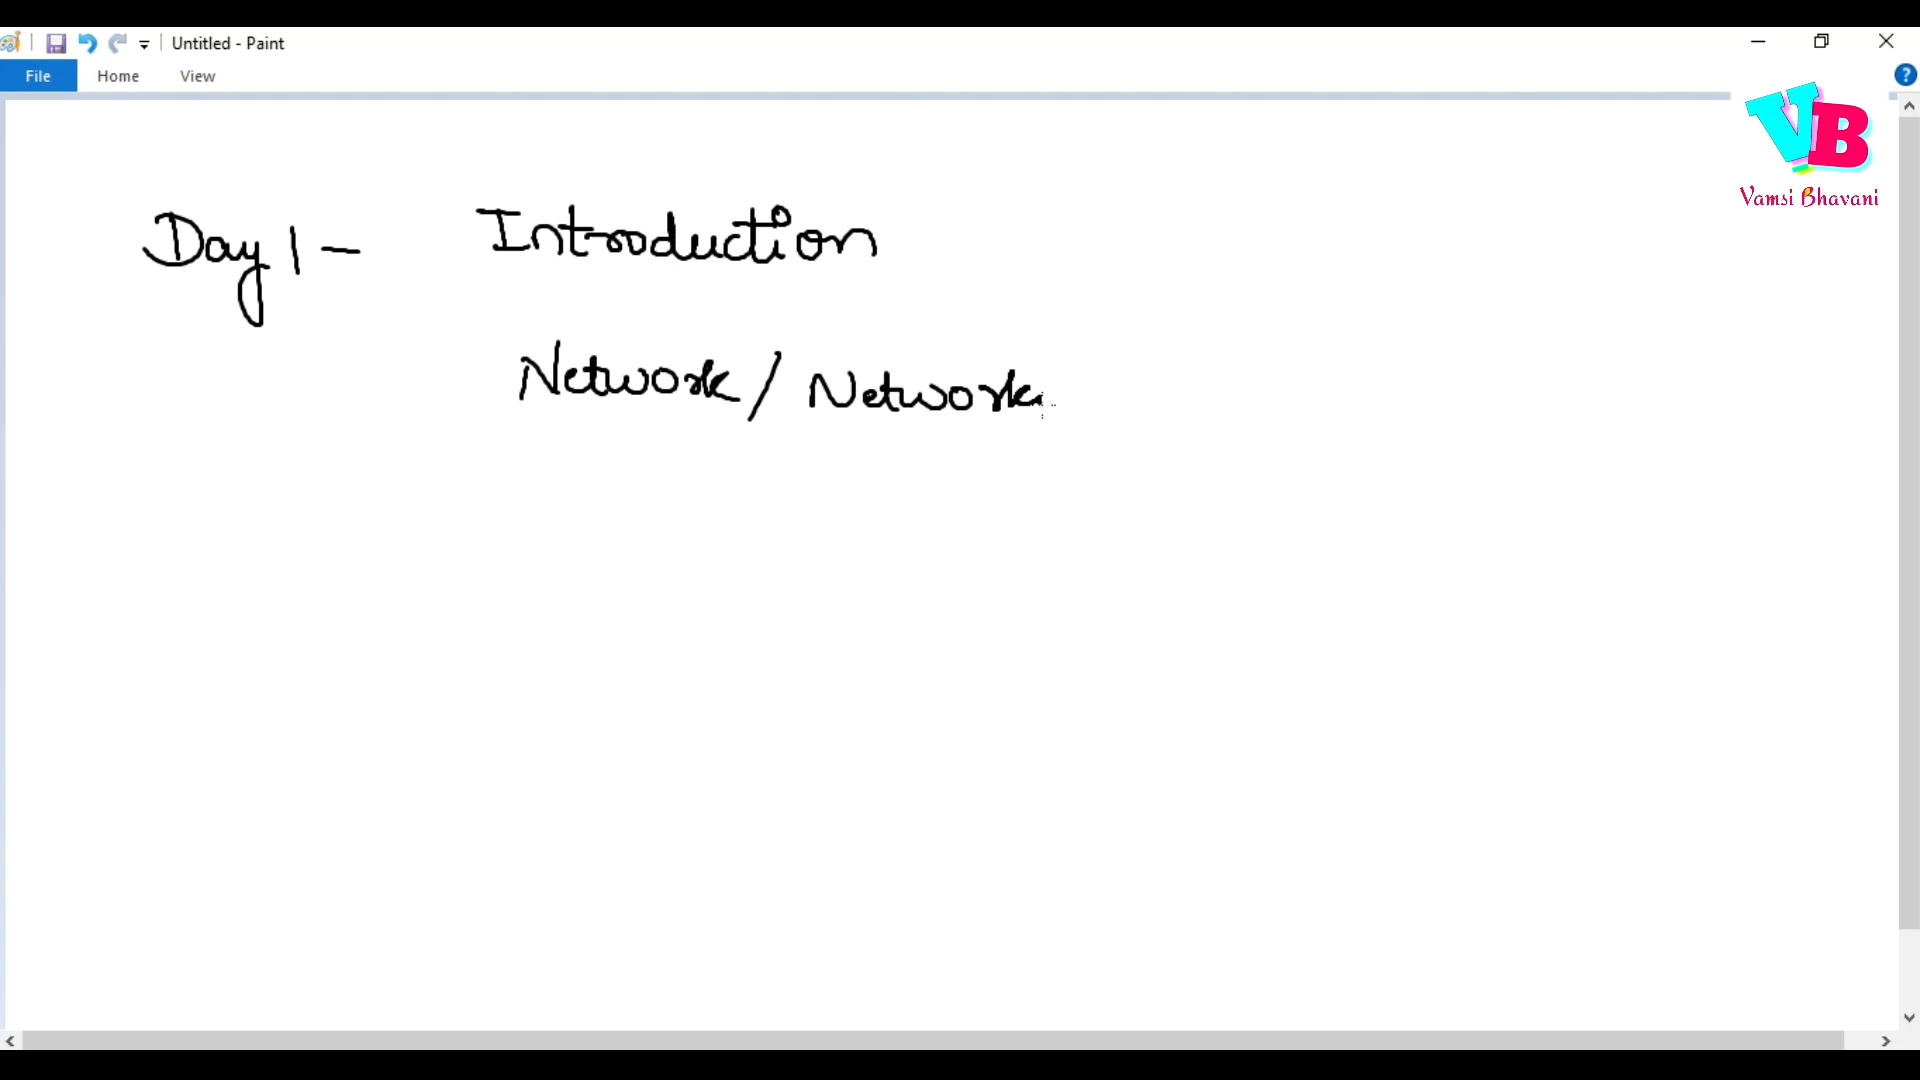 Untitled - Paint
File Home View
VB
Vamsi Bhavani
Day 1 - Introduction
Network / Network